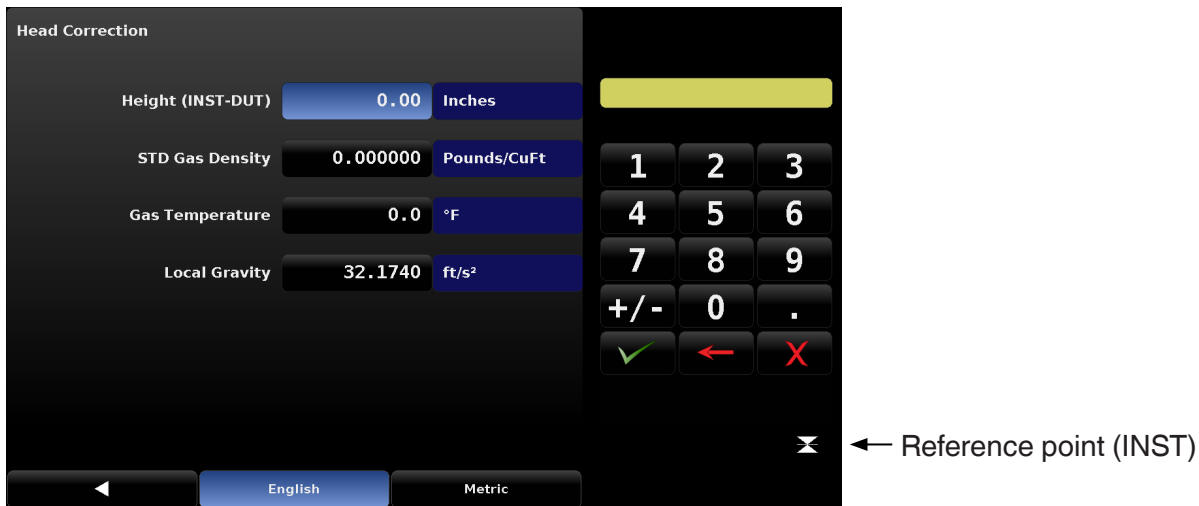 Head Correction
Height (INST-DUT) 0.00 Inches
STD Gas Density 0.000000 Pounds/CuFt
Gas Temperature 0.0 °F
Local Gravity 32.1740 ft/s²
1 2 3
4 5 6
7 8 9
+/- 0 .
X
Reference point (INST)
English Metric